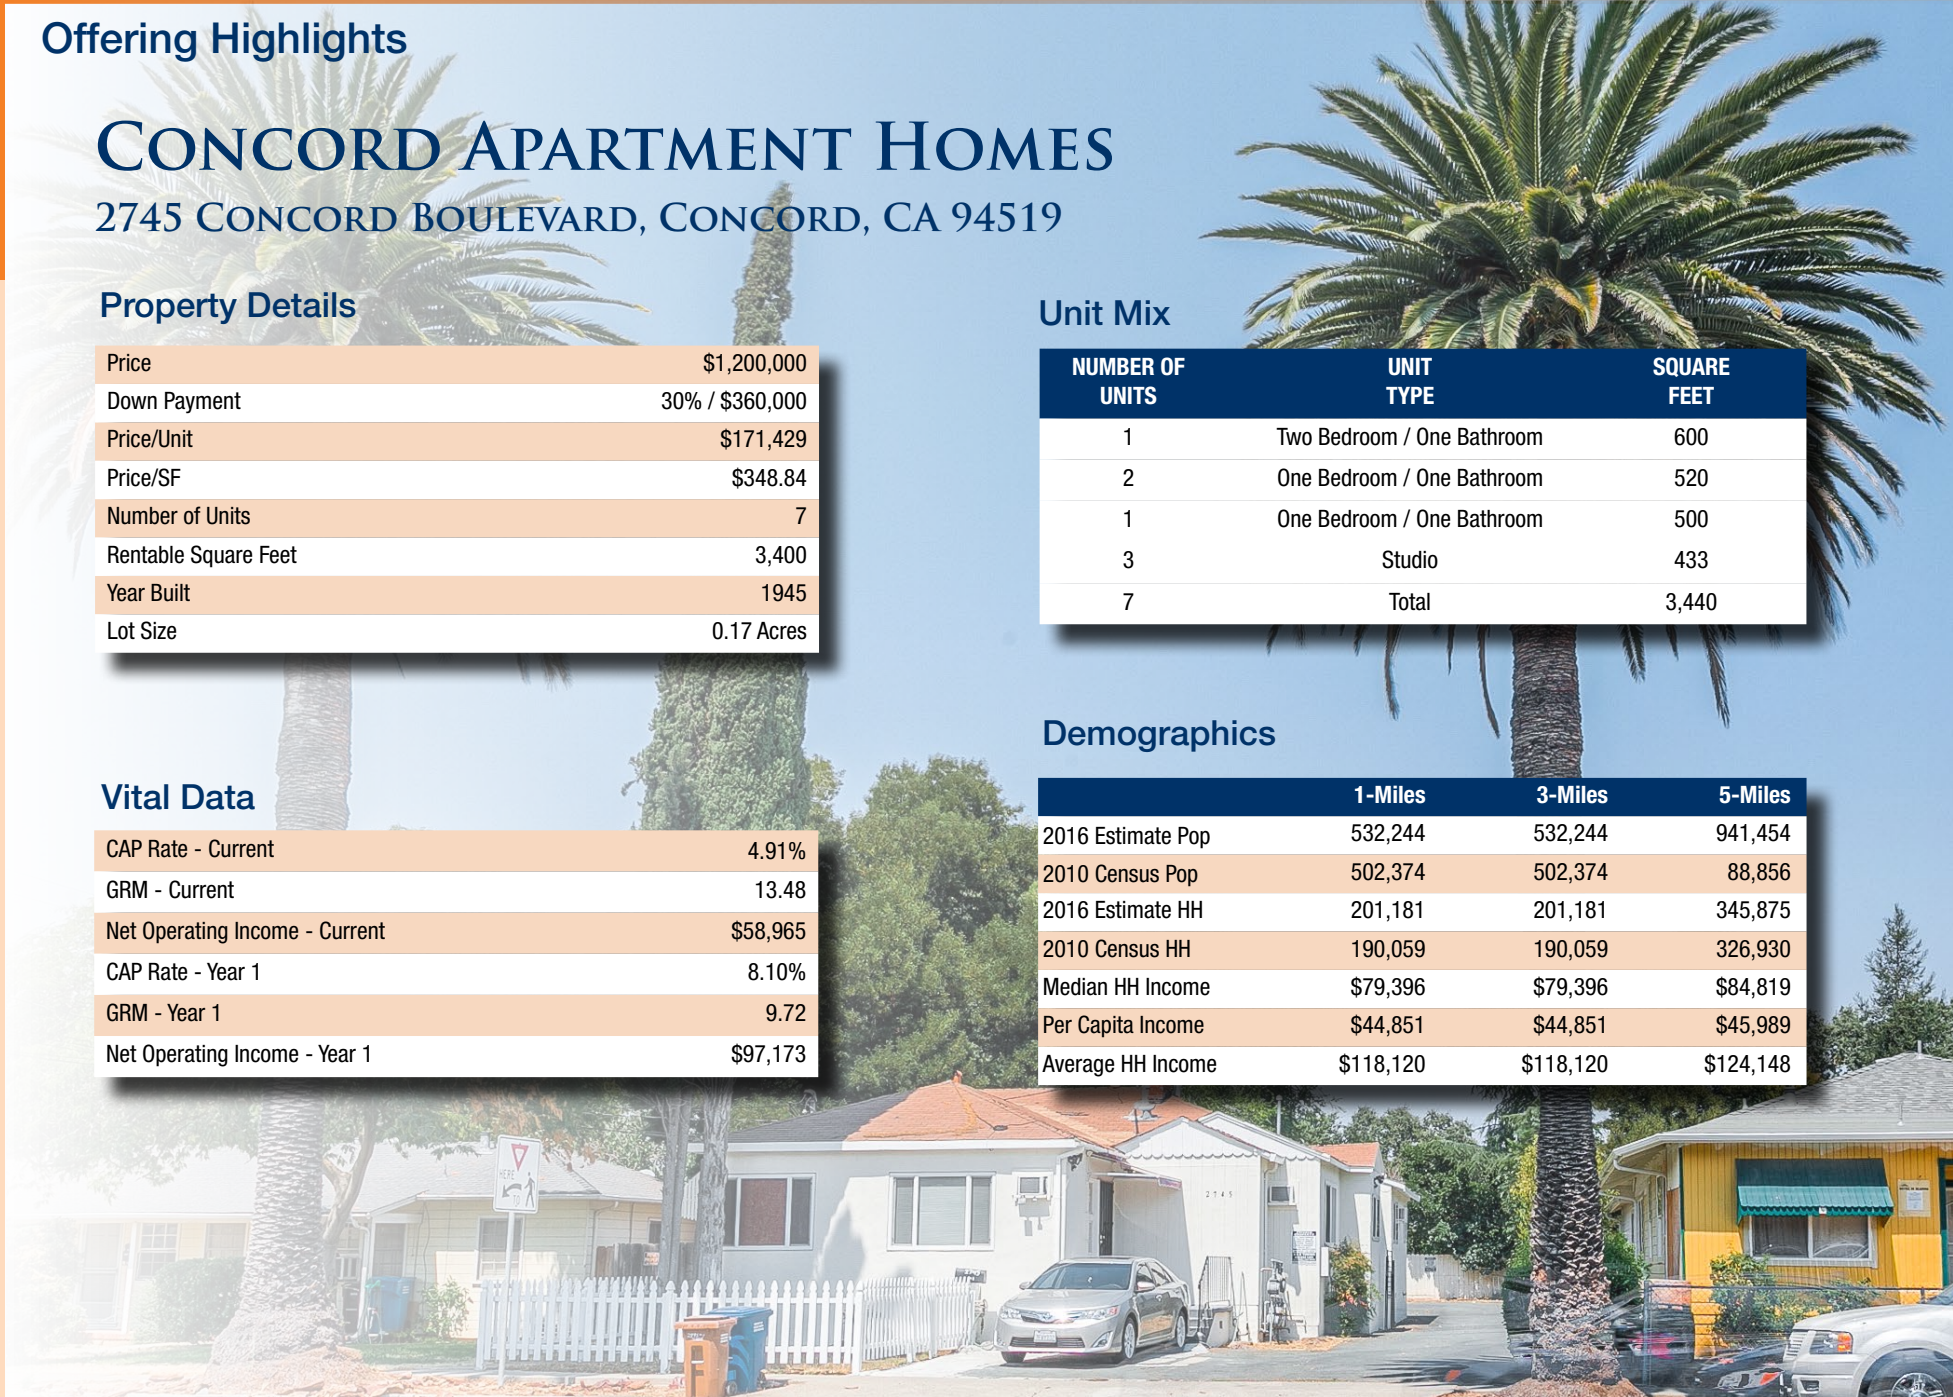 Offering Highlights
Concord Apartment Homes
2745 Concord Boulevard, Concord, CA 94519
Property Details
Price $1,200,000
Down Payment 30% / $360,000
Price/Unit $171,429
Price/SF $348.84
Number of Units 7
Rentable Square Feet 3,400
Year Built 1945
Lot Size 0.17 Acres
Unit Mix
NUMBER OF UNIT SQUARE
UNITS TYPE FEET
1 Two Bedroom / One Bathroom 600
2 One Bedroom / One Bathroom 520
1 One Bedroom / One Bathroom 500
3 Studio 433
7 Total 3,440
Vital Data
CAP Rate - Current 4.91%
GRM - Current 13.48
Net Operating Income - Current $58,965
CAP Rate - Year 1 8.10%
GRM - Year 1 9.72
Net Operating Income - Year 1 $97,173
Demographics
1-Miles 3-Miles 5-Miles
2016 Estimate Pop 532,244 532,244 941,454
2010 Census Pop 502,374 502,374 88,856
2016 Estimate HH 201,181 201,181 345,875
2010 Census HH 190,059 190,059 326,930
Median HH Income $79,396 $79,396 $84,819
Per Capita Income $44,851 $44,851 $45,989
Average HH Income $118,120 $118,120 $124,148
HERE
TO
2745